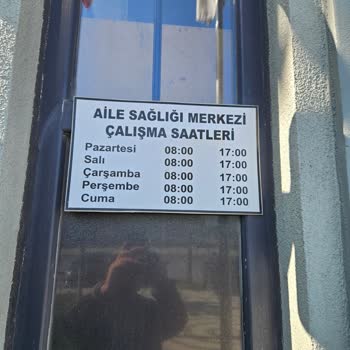 AİLE SAĞLIĞI MERKEZİ
ÇALIŞMA SAATLERİ
Pazartesi 08:00 17:00
Salı 08:00 17:00
Çarşamba 08:00 17:00
Perşembe 08:00 17:00
Cuma 08:00 17:00